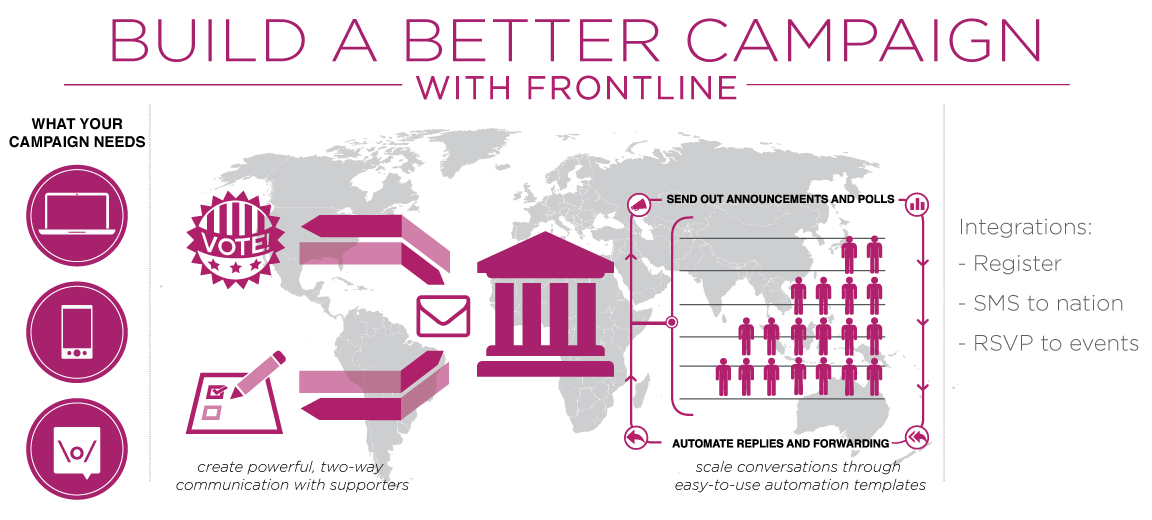 BUILD A BETTER CAMPAIGN
WITH FRONTLINE
WHAT YOUR
CAMPAIGN NEEDS
\o/
VOTE!
create powerful, two-way
communication with supporters
SEND OUT ANNOUNCEMENTS AND POLLS
AUTOMATE REPLIES AND FORWARDING
scale conversations through
easy-to-use automation templates
Integrations:
- Register
- SMS to nation
- RSVP to events